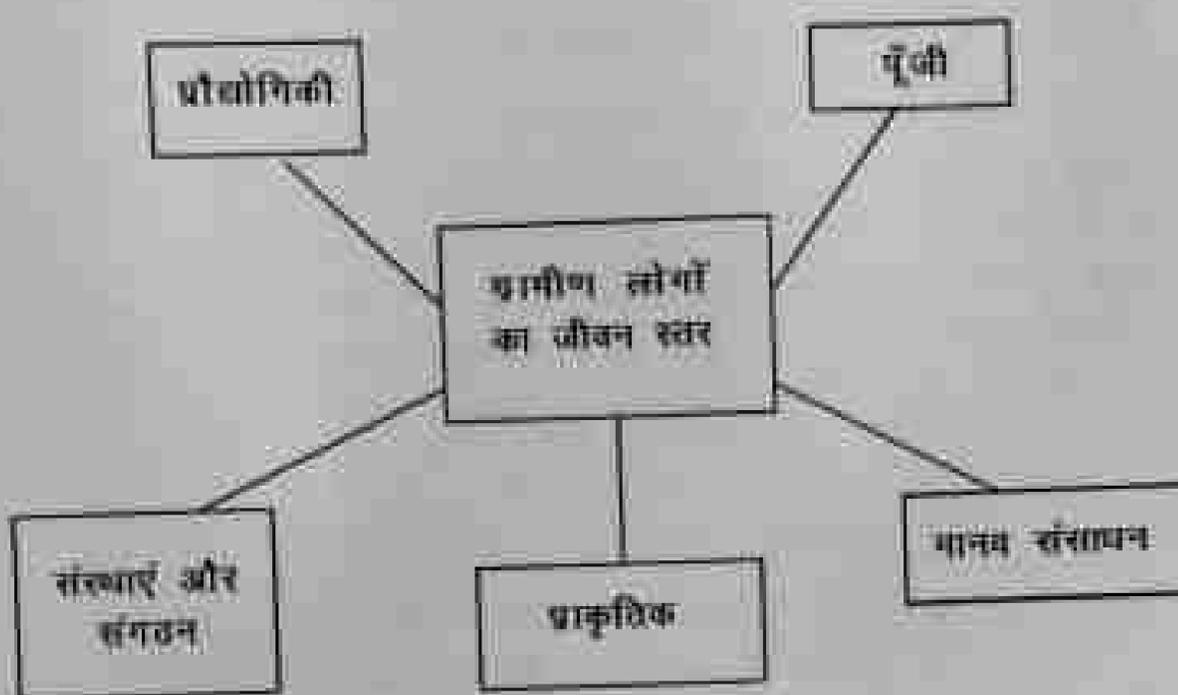 प्रौद्योगिकी
पूँजी
ग्रामीण लोगों
का जीवन स्तर
संस्थाएं और
संगठन
प्राकृतिक
मानव संसाधन